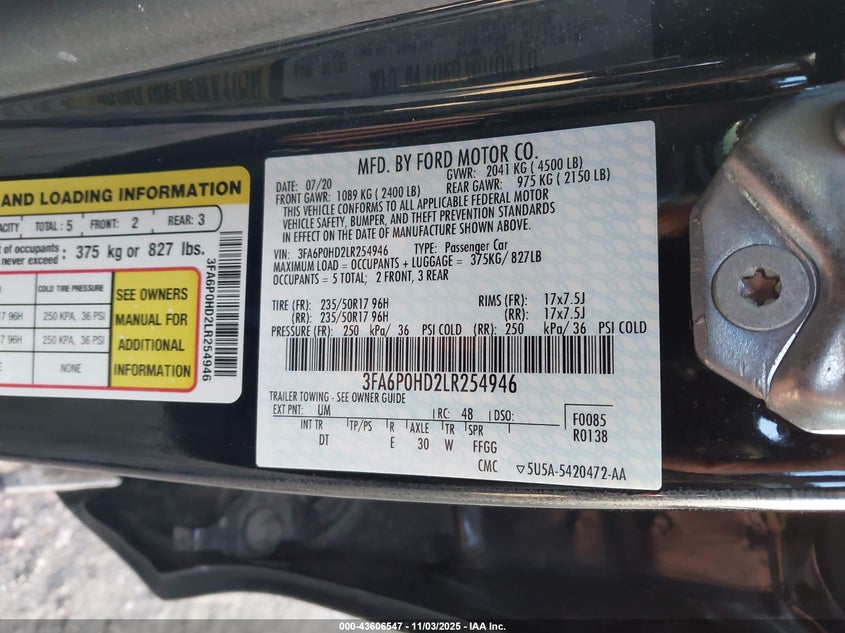 AND LOADING INFORMATION
ACITY TOTAL : 5 FRONT: 2 REAR: 3
of occupants
never exceed : 375 kg or 827 lbs.
COLD TIRE PRESSURE
17 96H 250 KPA, 36 PSI
17 96H 250 KPA, 36 PSI
NONE
SEE OWNERS
MANUAL FOR
ADDITIONAL
INFORMATION
3FA6P0HD2LR254946
MFD. BY FORD MOTOR CO.
DATE: 07/20 GVWR: 2041 KG ( 4500 LB)
FRONT GAWR: 1089 KG ( 2400 LB) REAR GAWR: 975 KG ( 2150 LB)
THIS VEHICLE CONFORMS TO ALL APPLICABLE FEDERAL MOTOR
VEHICLE SAFETY, BUMPER, AND THEFT PREVENTION STANDARDS
IN EFFECT ON THE DATE OF MANUFACTURE SHOWN ABOVE.
VIN: 3FA6P0HD2LR254946 TYPE: Passenger Car
MAXIMUM LOAD = OCCUPANTS + LUGGAGE = 375KG/ 827LB
OCCUPANTS = 5 TOTAL; 2 FRONT, 3 REAR
TIRE (FR): 235/50R17 96H RIMS (FR): 17x7.5J
(RR): 235/50R17 96H (RR): 17x7.5J
PRESSURE (FR): 250 kPa/ 36 PSI COLD (RR): 250 kPa/ 36 PSI COLD
3FA6P0HD2LR254946
TRAILER TOWING - SEE OWNER GUIDE
EXT PNT: UM RC: 48 DSO:
INT TR TP/PS R AXLE TR SPR
DT E 30 W FFGG
F0085
R0138
CMC ▽5U5A-5420472-AA
000-43606547 — 11/03/2025 — IAA Inc.